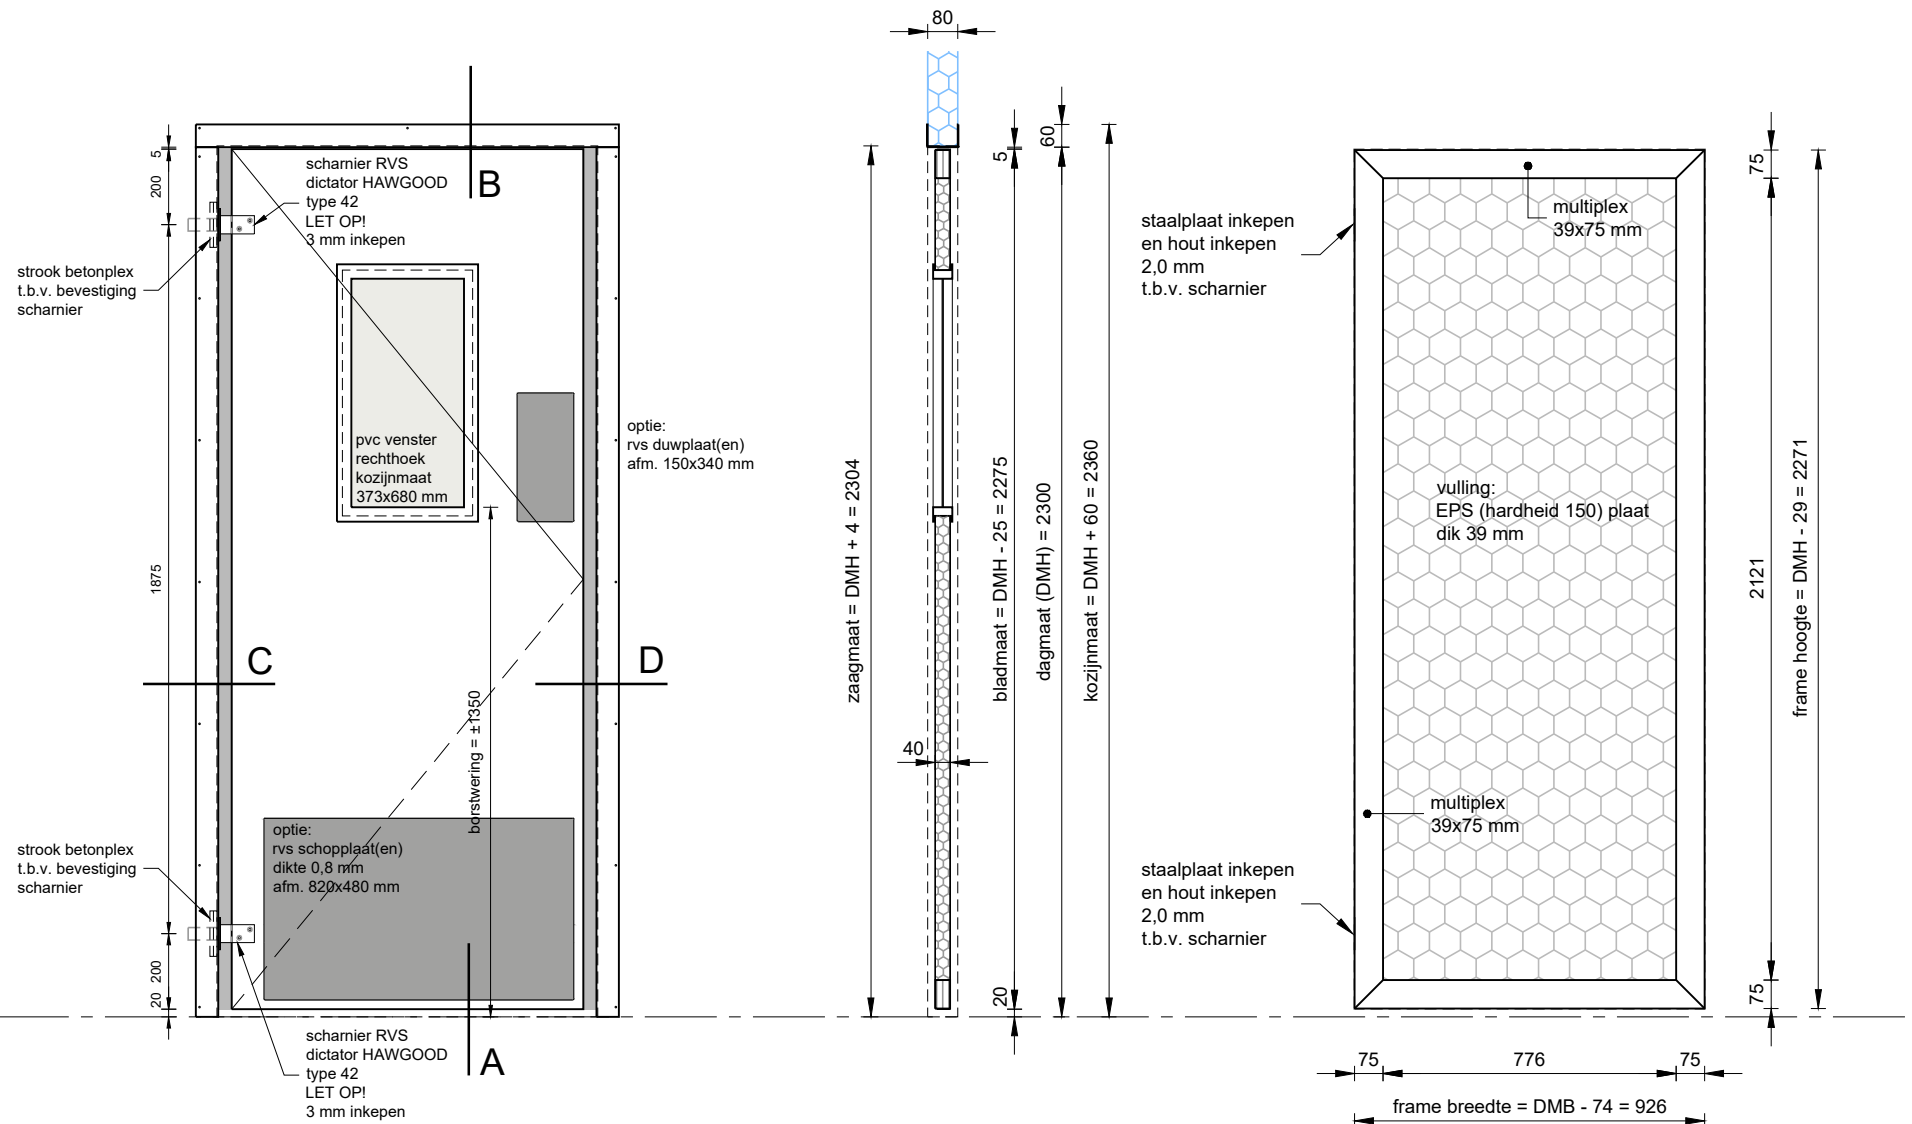 80
5
200
1875
200
20
scharnier RVS
dictator HAWGOOD
type 42
LET OP!
3 mm inkepen
B
strook betonplex
t.b.v. bevestiging
scharnier
pvc venster
rechthoek
kozijnmaat
373x680 mm
optie:
rvs duwplaat(en)
afm. 150x340 mm
C
D
borstwering = ±1350
optie:
rvs schopplaat(en)
dikte 0,8 mm
afm. 820x480 mm
strook betonplex
t.b.v. bevestiging
scharnier
scharnier RVS
dictator HAWGOOD
type 42
LET OP!
3 mm inkepen
A
zaagmaat = DMH + 4 = 2304
40
5
bladmaat = DMH - 25 = 2275
20
60
dagmaat (DMH) = 2300
kozijnmaat = DMH + 60 = 2360
staalplaat inkepen
en hout inkepen
2,0 mm
t.b.v. scharnier
multiplex
39x75 mm
vulling:
EPS (hardheid 150) plaat
dik 39 mm
multiplex
39x75 mm
staalplaat inkepen
en hout inkepen
2,0 mm
t.b.v. scharnier
75
2121
75
frame hoogte = DMH - 29 = 2271
75
776
75
frame breedte = DMB - 74 = 926